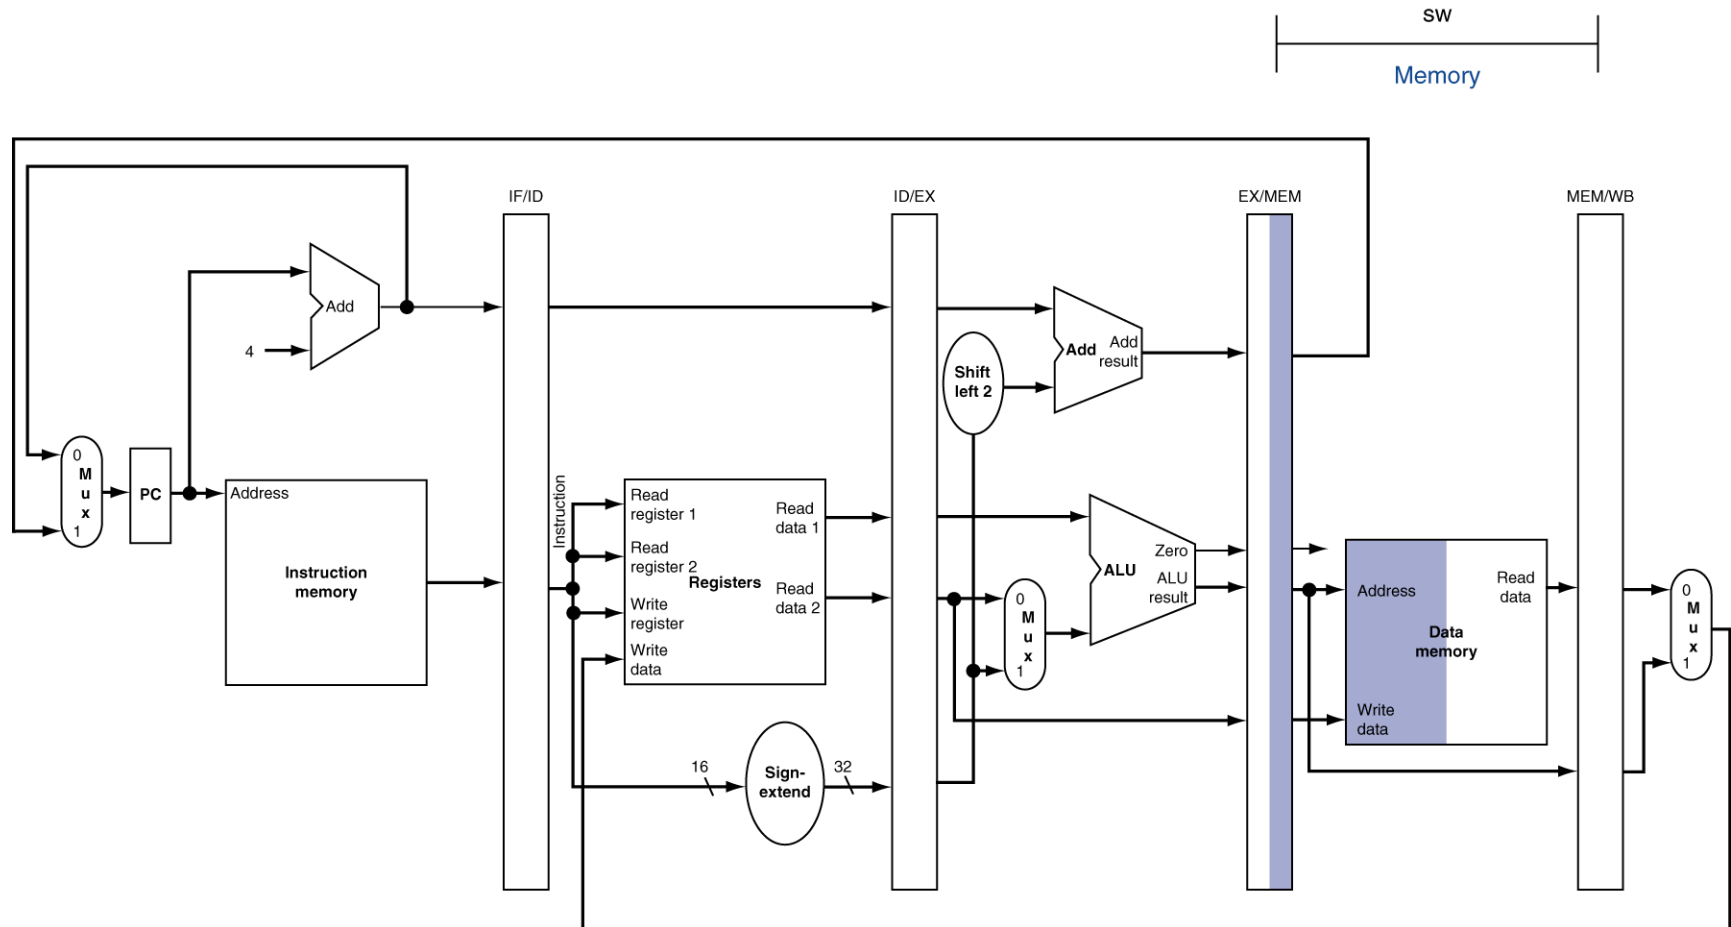 sw
Memory
IF/ID
ID/EX
EX/MEM
MEM/WB
Add
4
Add
Add
result
Shift
left 2
0
M
u
x
1
PC
Address
Instruction
memory
Instruction
Read
register 1
Read
register 2
Write
register
Write
data
Registers
Read
data 1
Read
data 2
16
Sign-
extend
32
0
M
u
x
1
ALU
Zero
ALU
result
Address
Write
data
Data
memory
Read
data
0
M
u
x
1